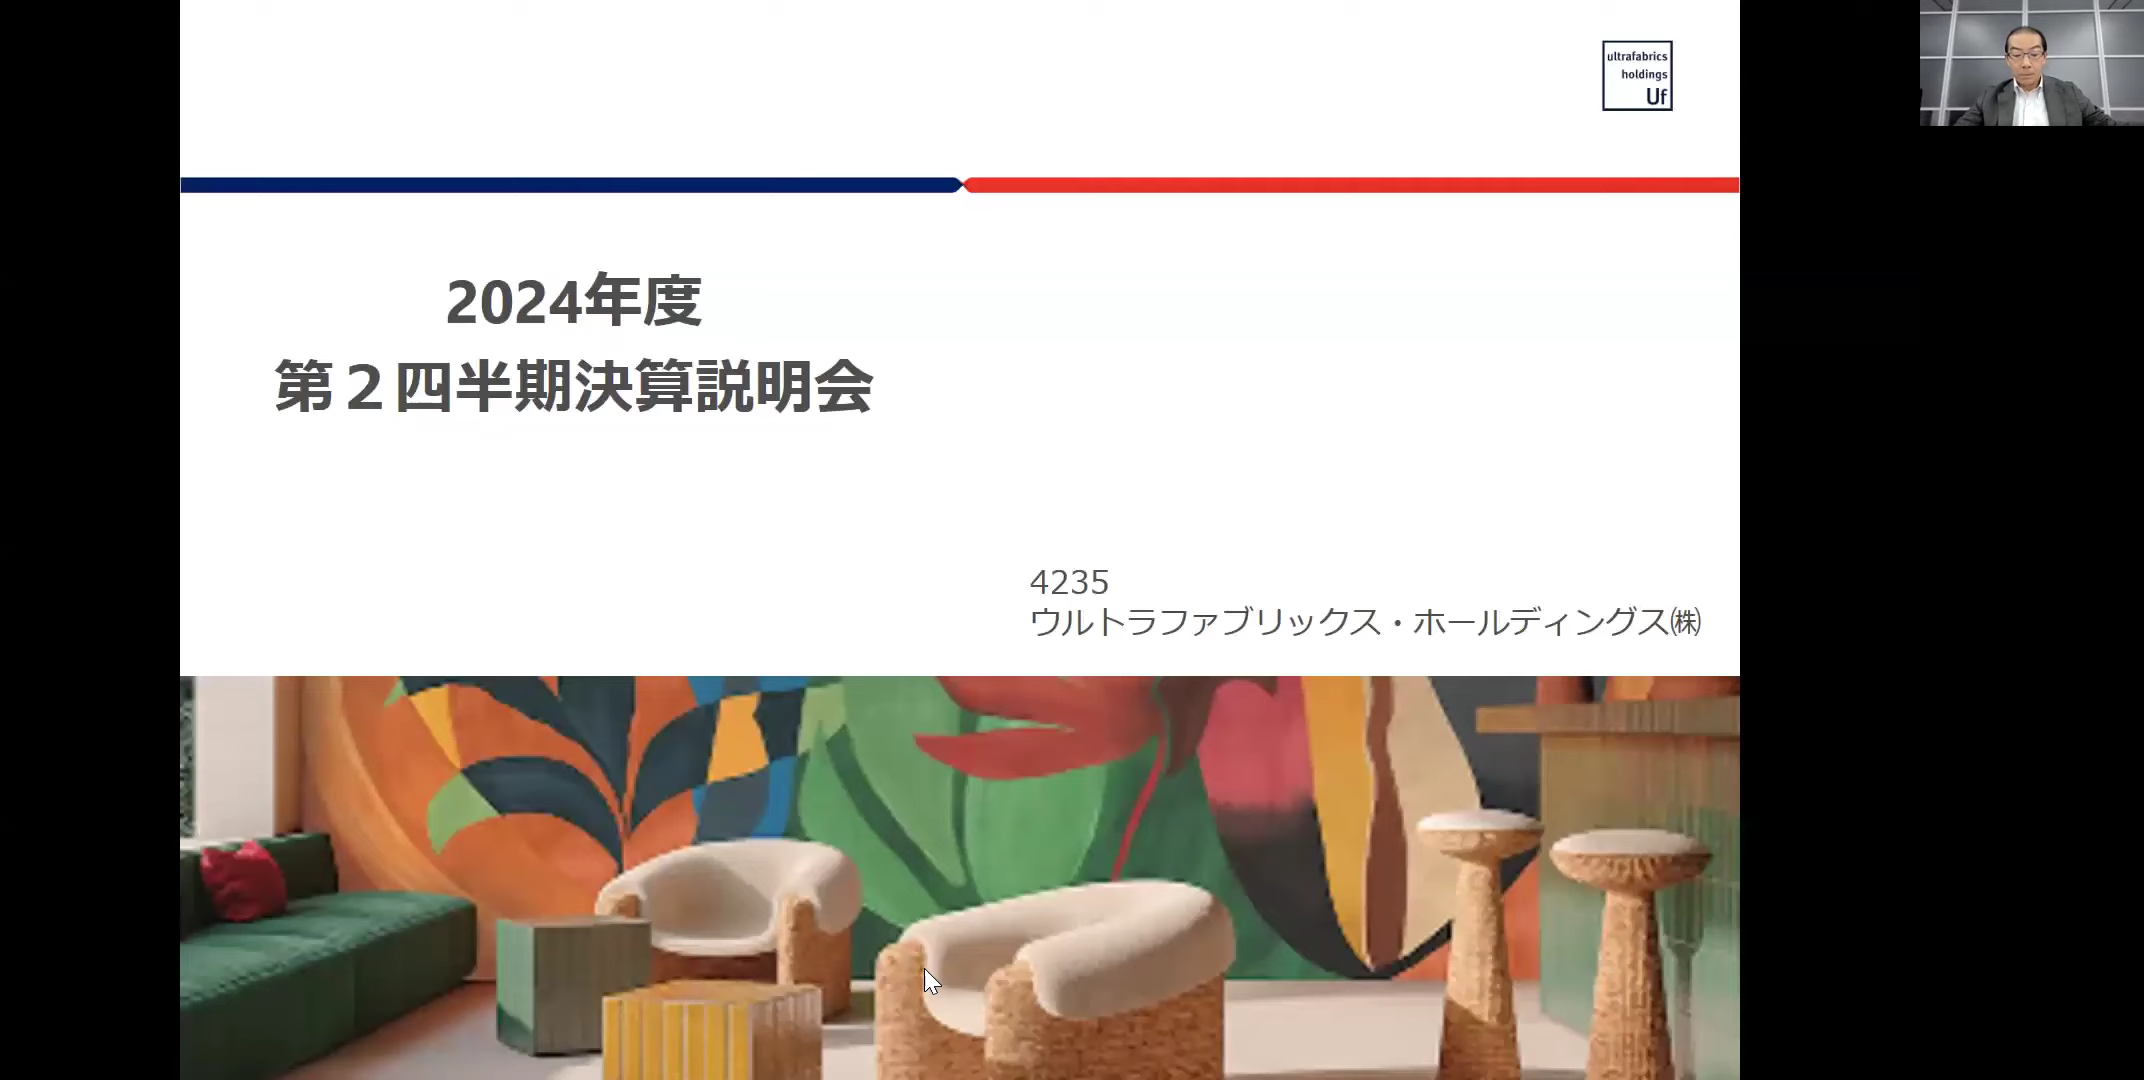 ultrafabrics
holdings
Uf
2024年度
第２四半期決算説明会
4235
ウルトラファブリックス・ホールディングス㈱